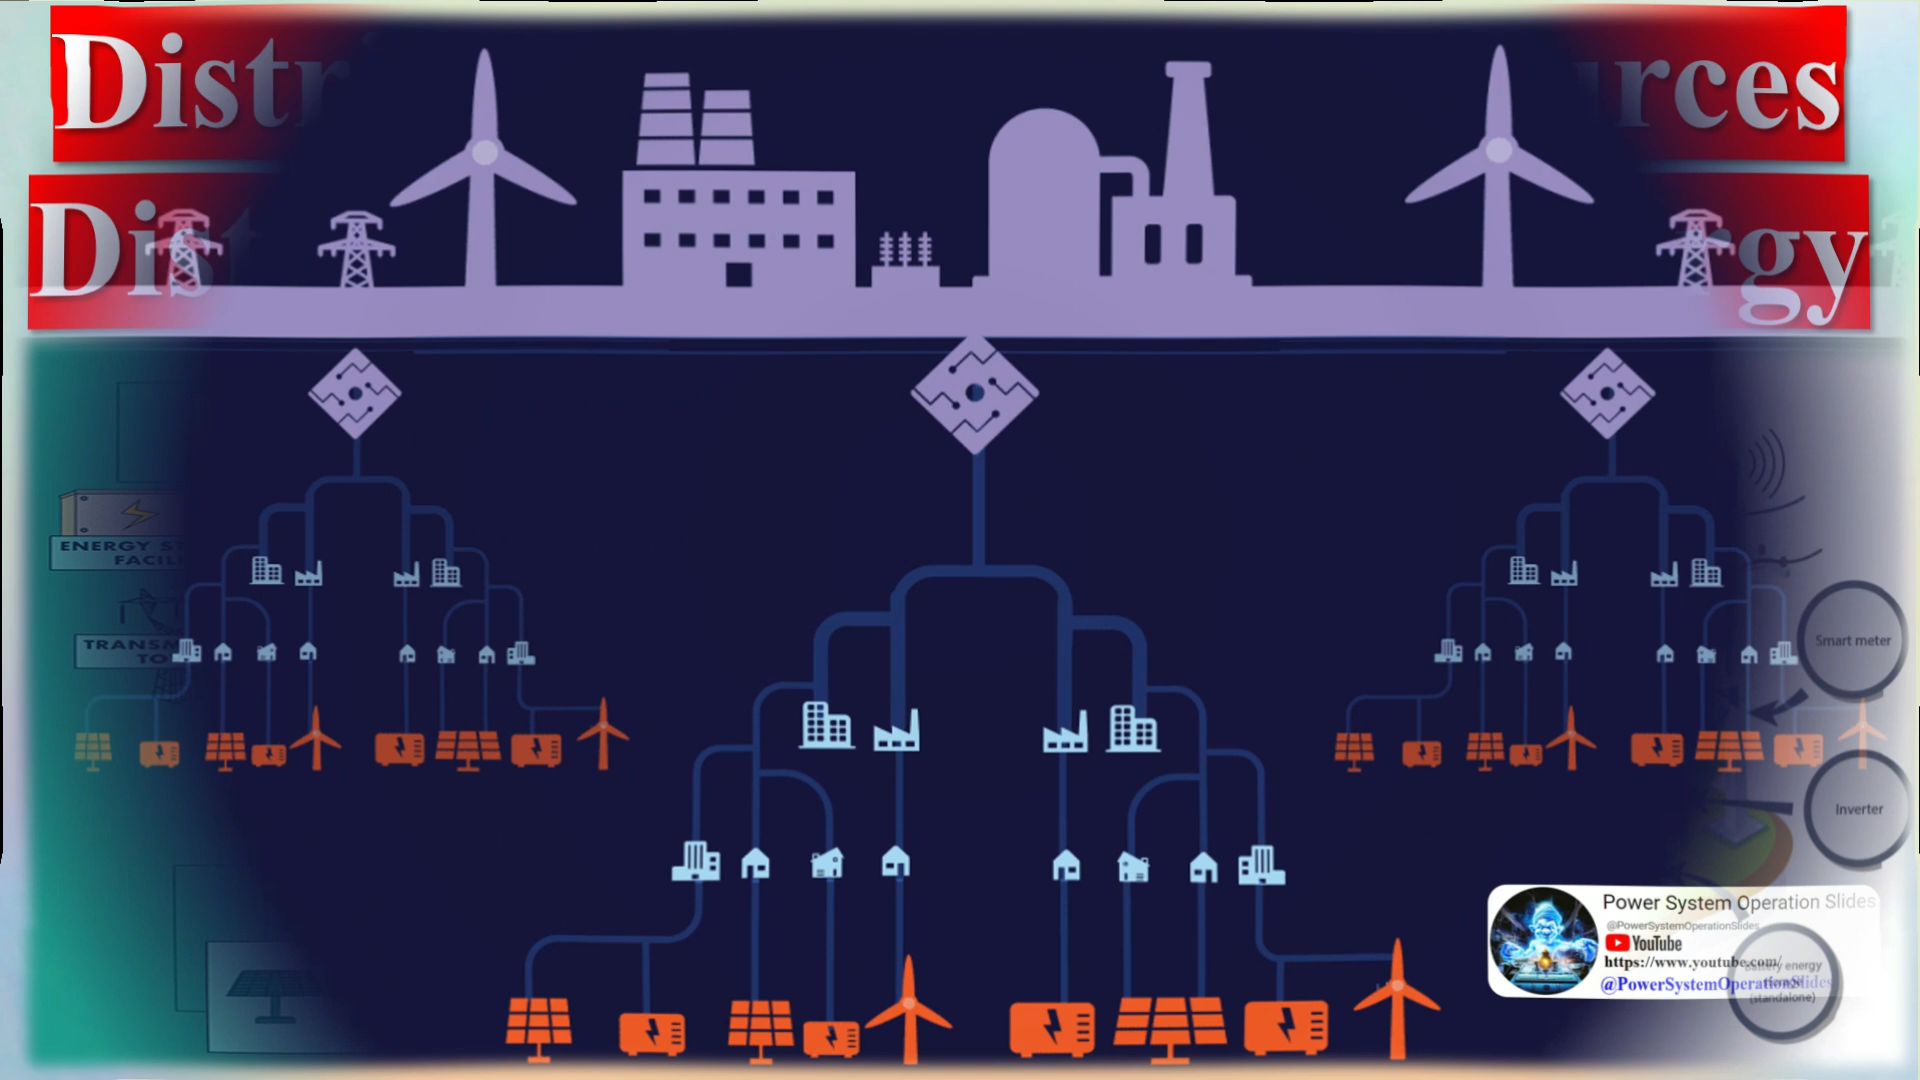 Distr
rces
Dis
gy
ENERGY S
FACIL
TRANSM
TO
Smart meter
Inverter
Power System Operation Slides
@PowerSystemOperationSlides
YouTube
https://www.youtube.com/
@PowerSystemOperationSlides
energy
(standalone)